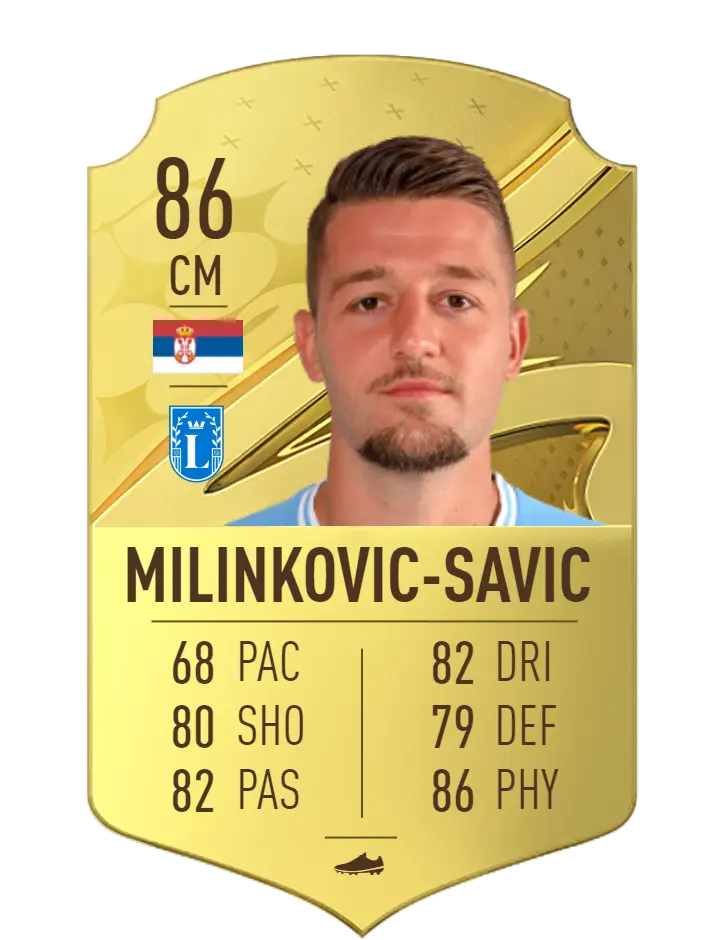 86
CM
L
MILINKOVIC-SAVIC
68 PAC 82 DRI
80 SHO 79 DEF
82 PAS 86 PHY